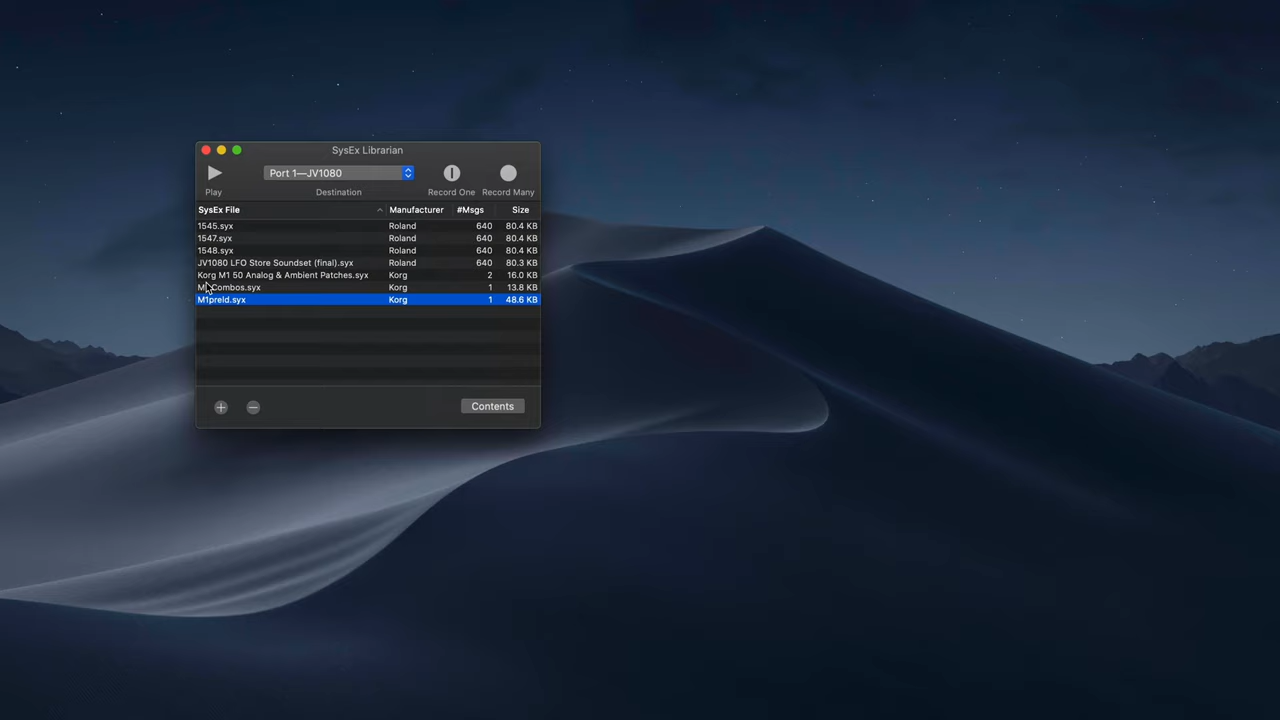 SysEx Librarian
Port 1—JV1080
Play Destination Record One Record Many
SysEx File Manufacturer #Msgs Size
1545.syx Roland 640 80.4 KB
1547.syx Roland 640 80.4 KB
1548.syx Roland 640 80.4 KB
JV1080 LFO Store Soundset (final).syx Roland 640 80.3 KB
Korg M1 50 Analog & Ambient Patches.syx Korg 2 16.0 KB
Combos.syx Korg 1 13.8 KB
M1preld.syx Korg 1 48.6 KB
Contents